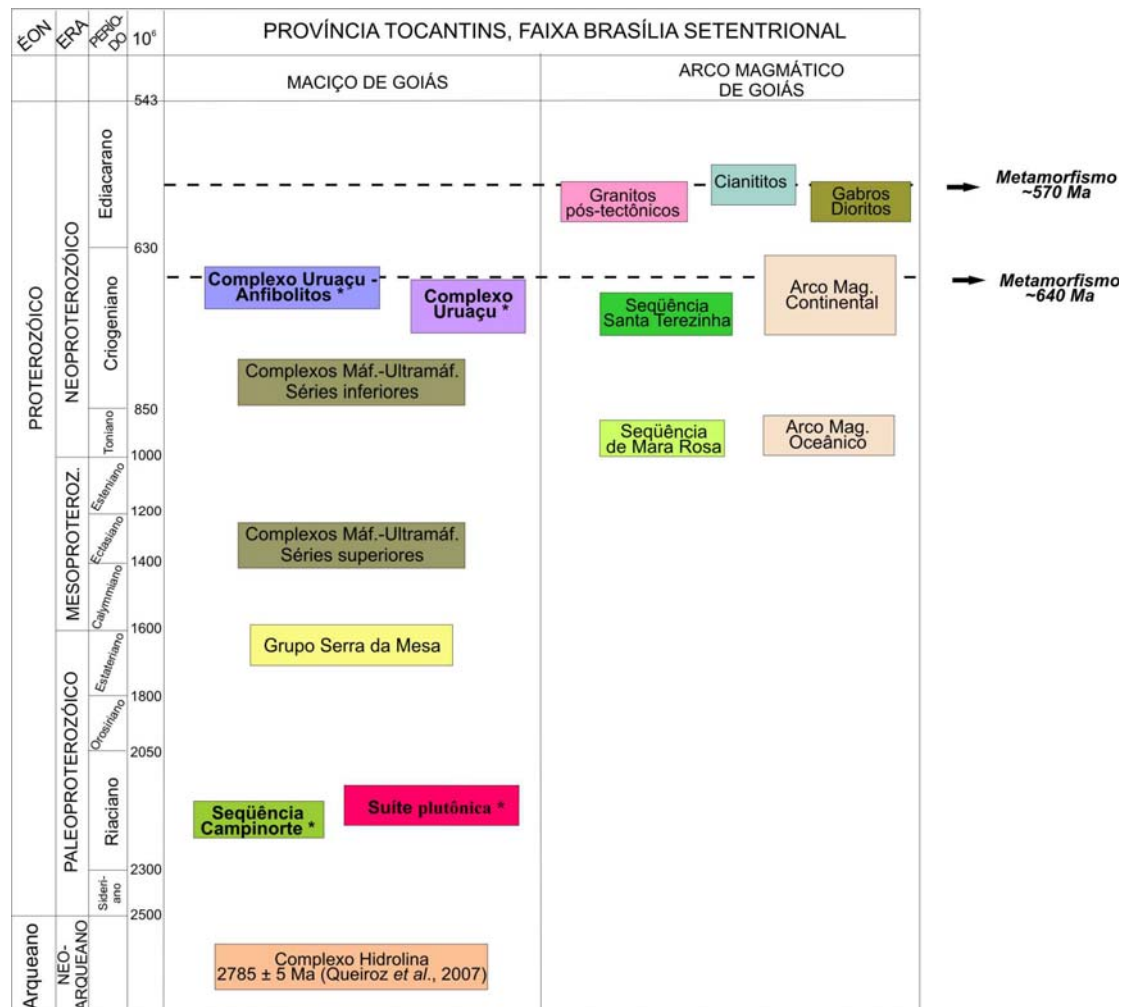 ÉON
ERA
PERÍO-
DO
10⁶
PROVÍNCIA TOCANTINS, FAIXA BRASÍLIA SETENTRIONAL
MACIÇO DE GOIÁS
ARCO MAGMÁTICO
DE GOIÁS
543
PROTEROZÓICO
NEOPROTEROZÓICO
Ediacarano
Granitos
pós-tectônicos
Cianititos
Gabros
Dioritos
Metamorfismo
~570 Ma
630
Criogeniano
Complexo Uruaçu -
Anfibolitos *
Complexo
Uruaçu *
Seqüência
Santa Terezinha
Arco Mag.
Continental
Metamorfismo
~640 Ma
Complexos Máf.-Ultramáf.
Séries inferiores
850
Toniano
Seqüência
de Mara Rosa
Arco Mag.
Oceânico
1000
MESOPROTEROZ.
Esteniano
1200
Ectasiano
Complexos Máf.-Ultramáf.
Séries superiores
1400
Calymmiano
1600
PALEOPROTEROZÓICO
Estateriano
Grupo Serra da Mesa
1800
Orosiriano
2050
Riaciano
Seqüência
Campinorte *
Suíte plutônica *
2300
Sideri-
ano
2500
Arqueano
NEO-
ARQUEANO
Complexo Hidrolina
2785 ± 5 Ma (Queiroz et al., 2007)